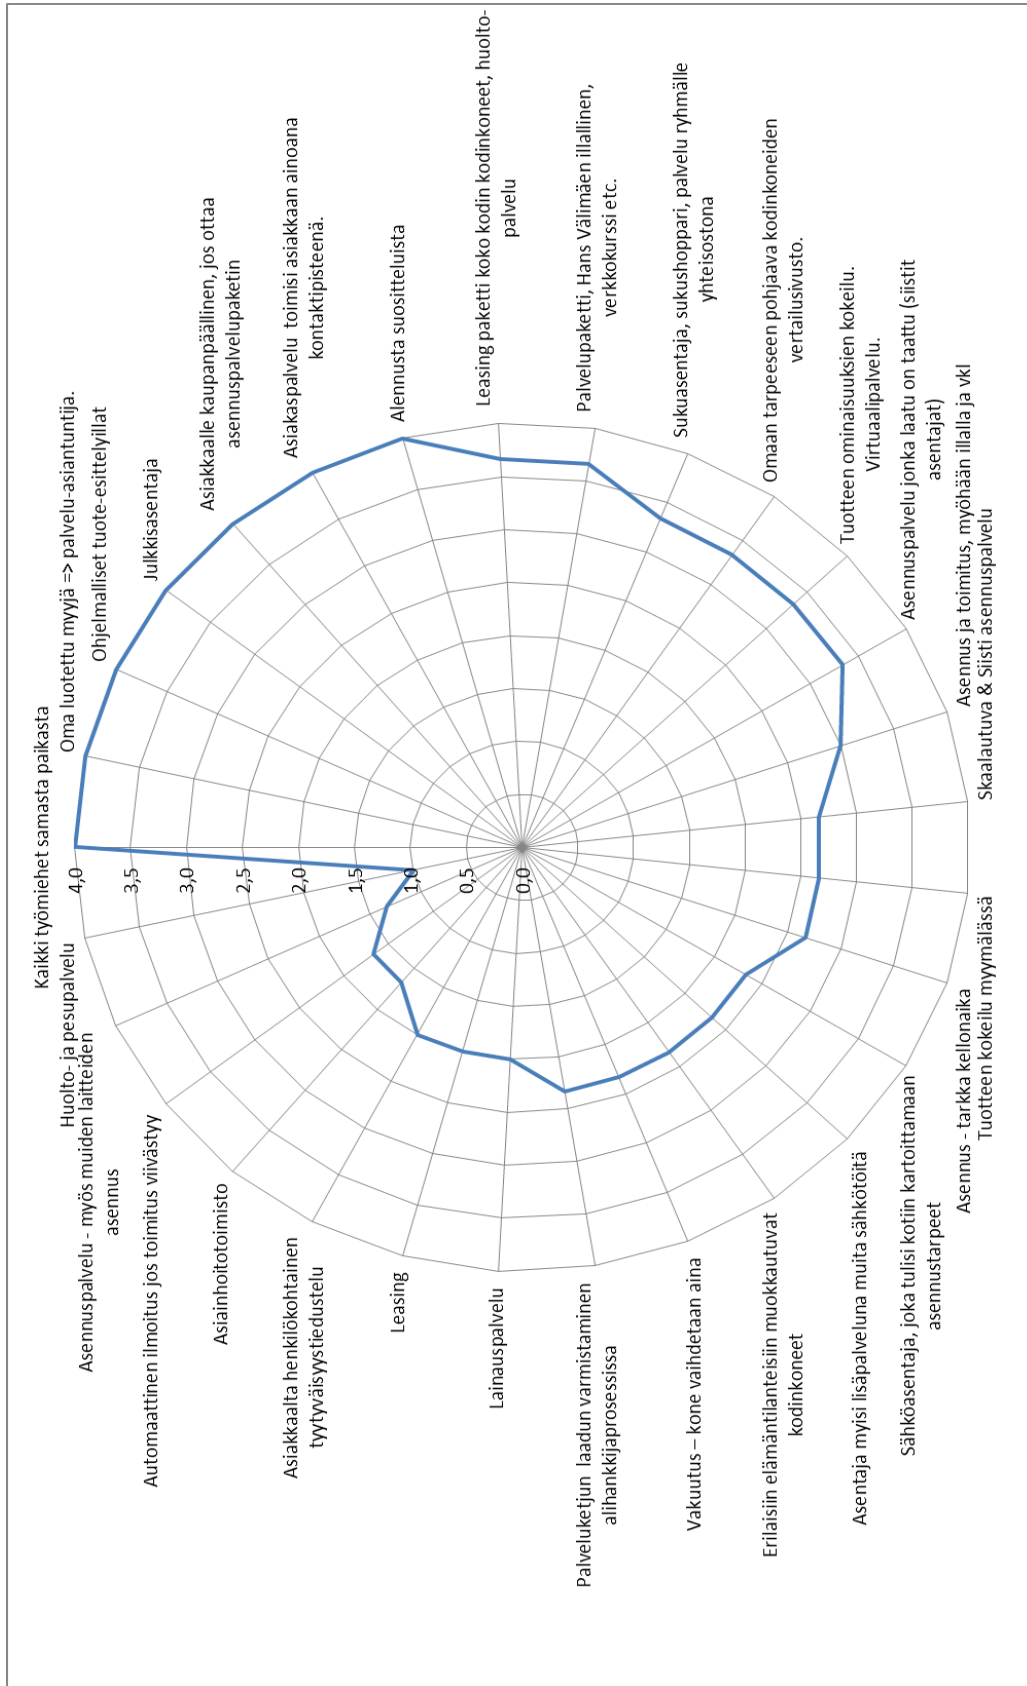 Kaikki työmiehet samasta paikasta
Oma luotettu myyjä => palvelu-asiantuntija.
Ohjelmalliset tuote-esittelyillat
Julkkisasentaja
Asiakkaalle kaupanpäällinen, jos ottaa
asennuspalvelupaketin
Asiakaspalvelu toimisi asiakkaan ainoana
kontaktipisteenä.
Alennusta suositteluista
Leasing paketti koko kodin kodinkoneet, huolto-
palvelu
Palvelupaketti, Hans Välimäen illallinen,
verkkokurssi etc.
Sukuasentaja, sukushoppari, palvelu ryhmälle
yhteisostona
Omaan tarpeeseen pohjaava kodinkoneiden
vertailusivusto.
Tuotteen ominaisuuksien kokeilu.
Virtuaalipalvelu.
Asennuspalvelu jonka laatu on taattu (siistit
asentajat)
Asennus ja toimitus, myöhään illalla ja vkl
Skaalautuva & Siisti asennuspalvelu
Tuotteen kokeilu myymälässä
Asennus - tarkka kellonaika
Sähköasentaja, joka tulisi kotiin kartoittamaan
asennustarpeet
Asentaja myisi lisäpalveluna muita sähkötöitä
Erilaisiin elämäntilanteisiin muokkautuvat
kodinkoneet
Vakuutus – kone vaihdetaan aina
Palveluketjun laadun varmistaminen
alihankkijaprosessissa
Lainauspalvelu
Leasing
Asiakkaalta henkilökohtainen
tyytyväisyystiedustelu
Asiainhoitotoimisto
Automaattinen ilmoitus jos toimitus viivästyy
Asennuspalvelu - myös muiden laitteiden
asennus
Huolto- ja pesupalvelu
4,0
3,5
3,0
2,5
2,0
1,5
1,0
0,5
0,0